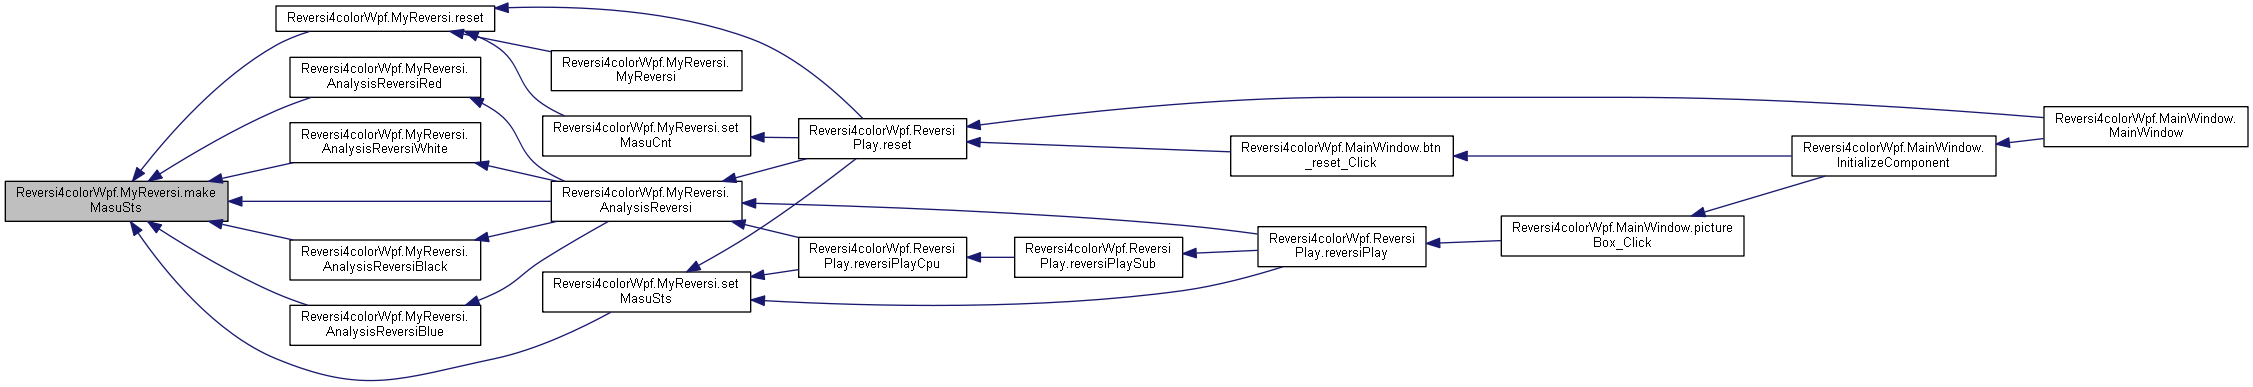 Reversi4colorWpf.MyReversi.make
MasuSts
Reversi4colorWpf.MyReversi.reset
Reversi4colorWpf.MyReversi.
AnalysisReversiRed
Reversi4colorWpf.MyReversi.
AnalysisReversiWhite
Reversi4colorWpf.MyReversi.
AnalysisReversiBlack
Reversi4colorWpf.MyReversi.
AnalysisReversiBlue
Reversi4colorWpf.MyReversi.
MyReversi
Reversi4colorWpf.MyReversi.set
MasuCnt
Reversi4colorWpf.MyReversi.
AnalysisReversi
Reversi4colorWpf.MyReversi.set
MasuSts
Reversi4colorWpf.Reversi
Play.reset
Reversi4colorWpf.Reversi
Play.reversiPlayCpu
Reversi4colorWpf.Reversi
Play.reversiPlaySub
Reversi4colorWpf.MainWindow.btn
_reset_Click
Reversi4colorWpf.Reversi
Play.reversiPlay
Reversi4colorWpf.MainWindow.picture
Box_Click
Reversi4colorWpf.MainWindow.
InitializeComponent
Reversi4colorWpf.MainWindow.
MainWindow